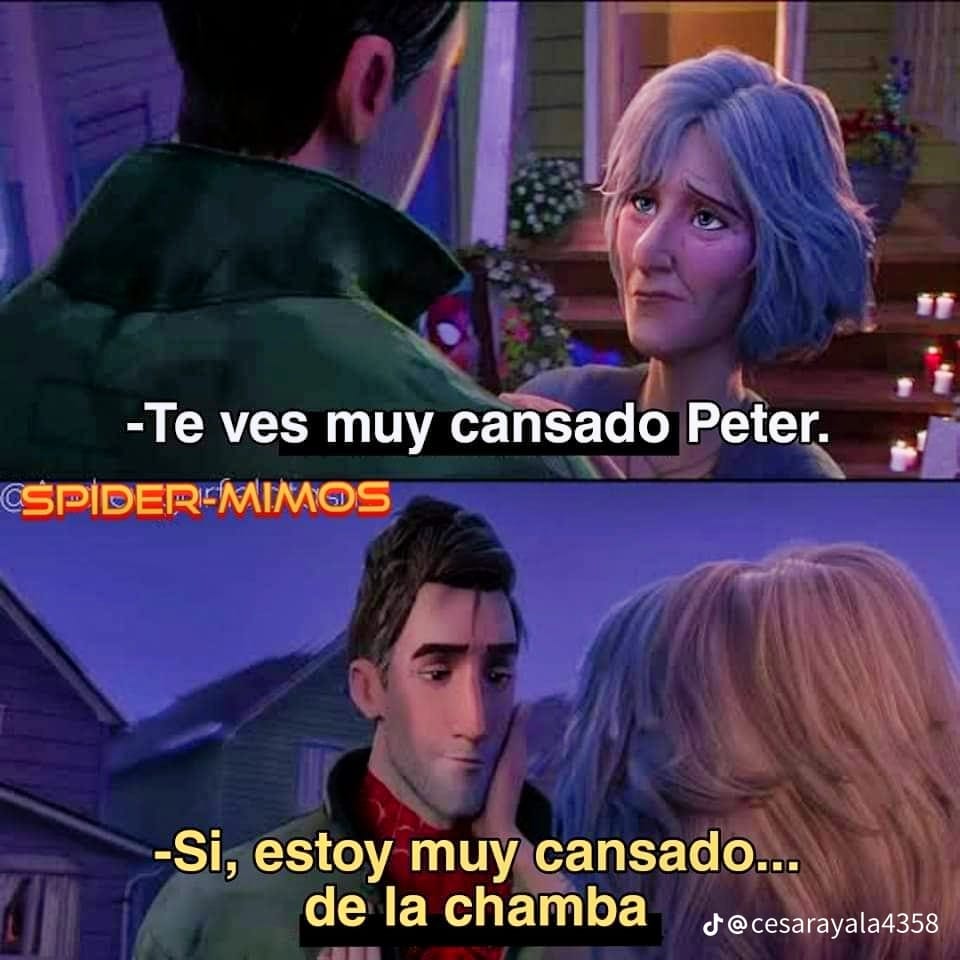 -Te ves muy cansado Peter.
SPIDER-MIMOS
-Si, estoy muy cansado...
de la chamba
@cesarayala4358